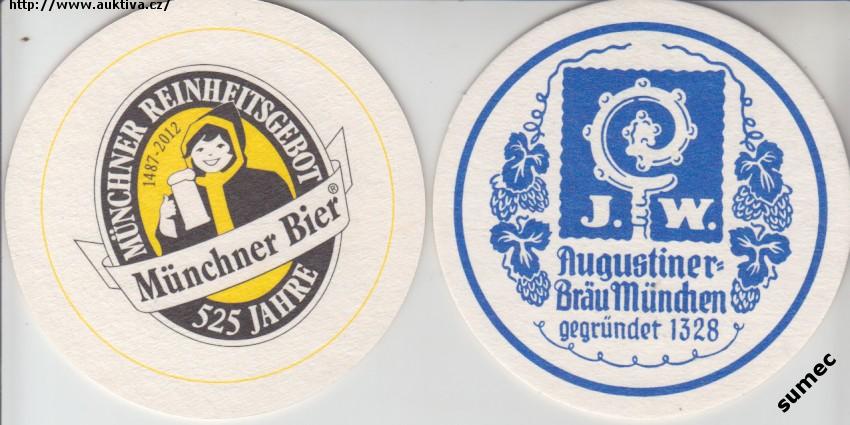 http://www.auktiva.cz/
MÜNCHNER REINHEITSGEBOT
1487-2012
Münchner Bier®
525 JAHRE
J. W.
Augustiner-
Bräu München
gegründet 1328
sumec